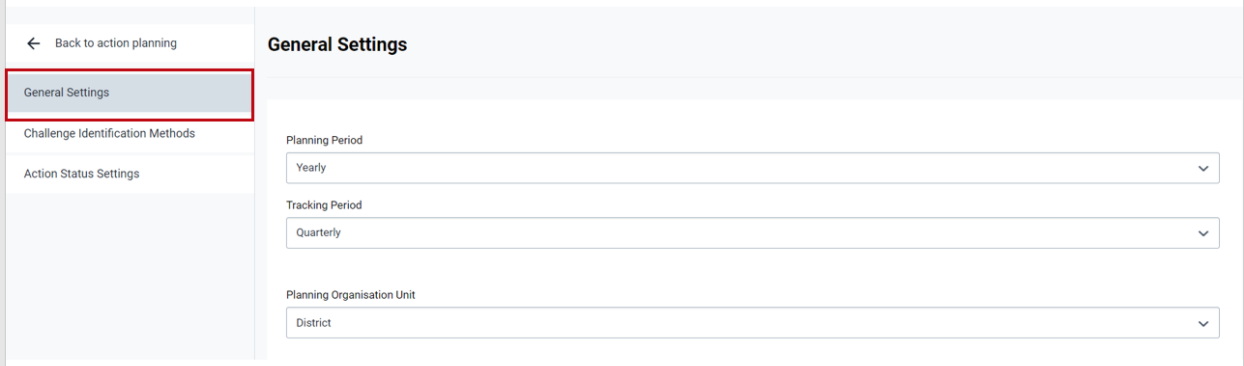 Back to action planning
General Settings
Challenge Identification Methods
Action Status Settings
General Settings
Planning Period
Yearly
Tracking Period
Quarterly
Planning Organisation Unit
District